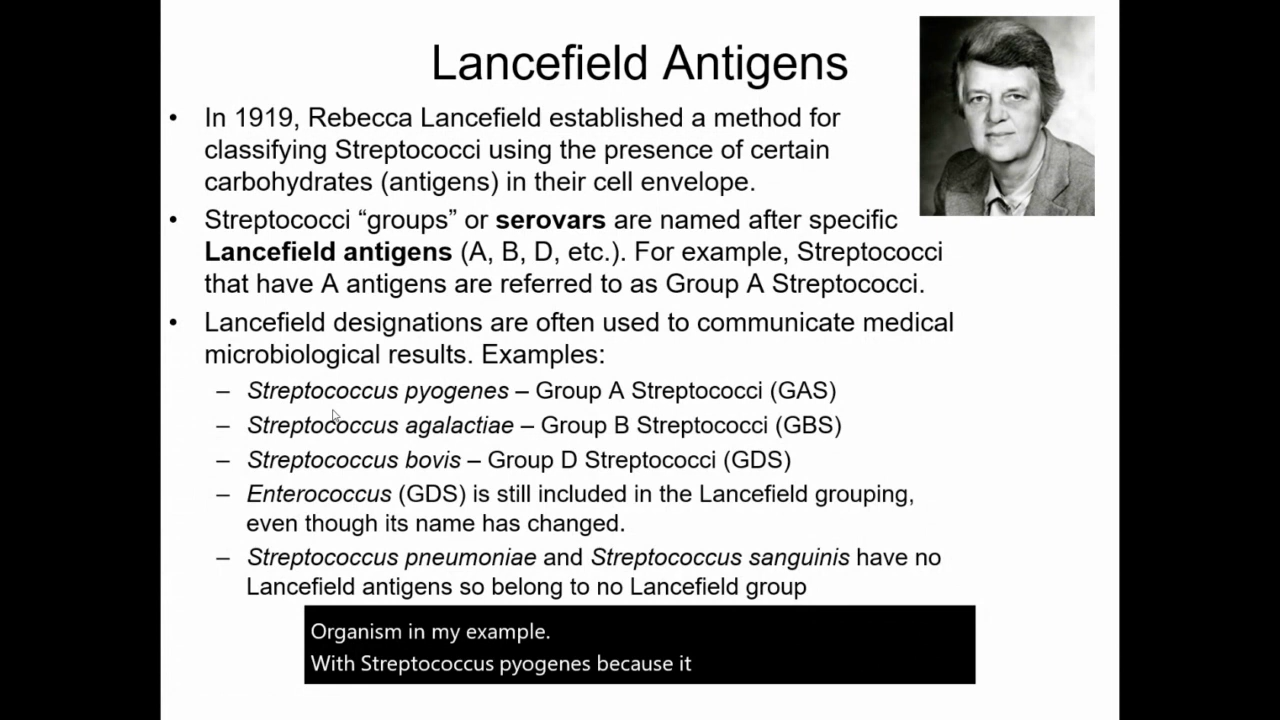 Lancefield Antigens
• In 1919, Rebecca Lancefield established a method for
classifying Streptococci using the presence of certain
carbohydrates (antigens) in their cell envelope.
• Streptococci “groups” or serovars are named after specific
Lancefield antigens (A, B, D, etc.). For example, Streptococci
that have A antigens are referred to as Group A Streptococci.
• Lancefield designations are often used to communicate medical
microbiological results. Examples:
– Streptococcus pyogenes – Group A Streptococci (GAS)
– Streptococcus agalactiae – Group B Streptococci (GBS)
– Streptococcus bovis – Group D Streptococci (GDS)
– Enterococcus (GDS) is still included in the Lancefield grouping,
even though its name has changed.
– Streptococcus pneumoniae and Streptococcus sanguinis have no
Lancefield antigens so belong to no Lancefield group
Organism in my example.
With Streptococcus pyogenes because it